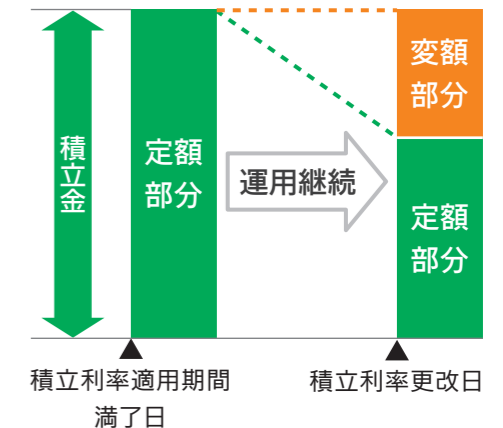 積立金
定額
部分
運用継続
変額
部分
定額
部分
積立利率適用期間
満了日
積立利率更改日